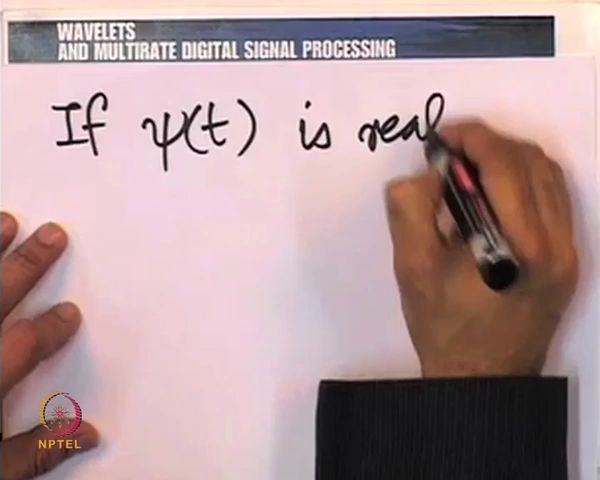 WAVELETS
AND MULTIRATE DIGITAL SIGNAL PROCESSING
If ψ(t) is real
NPTEL